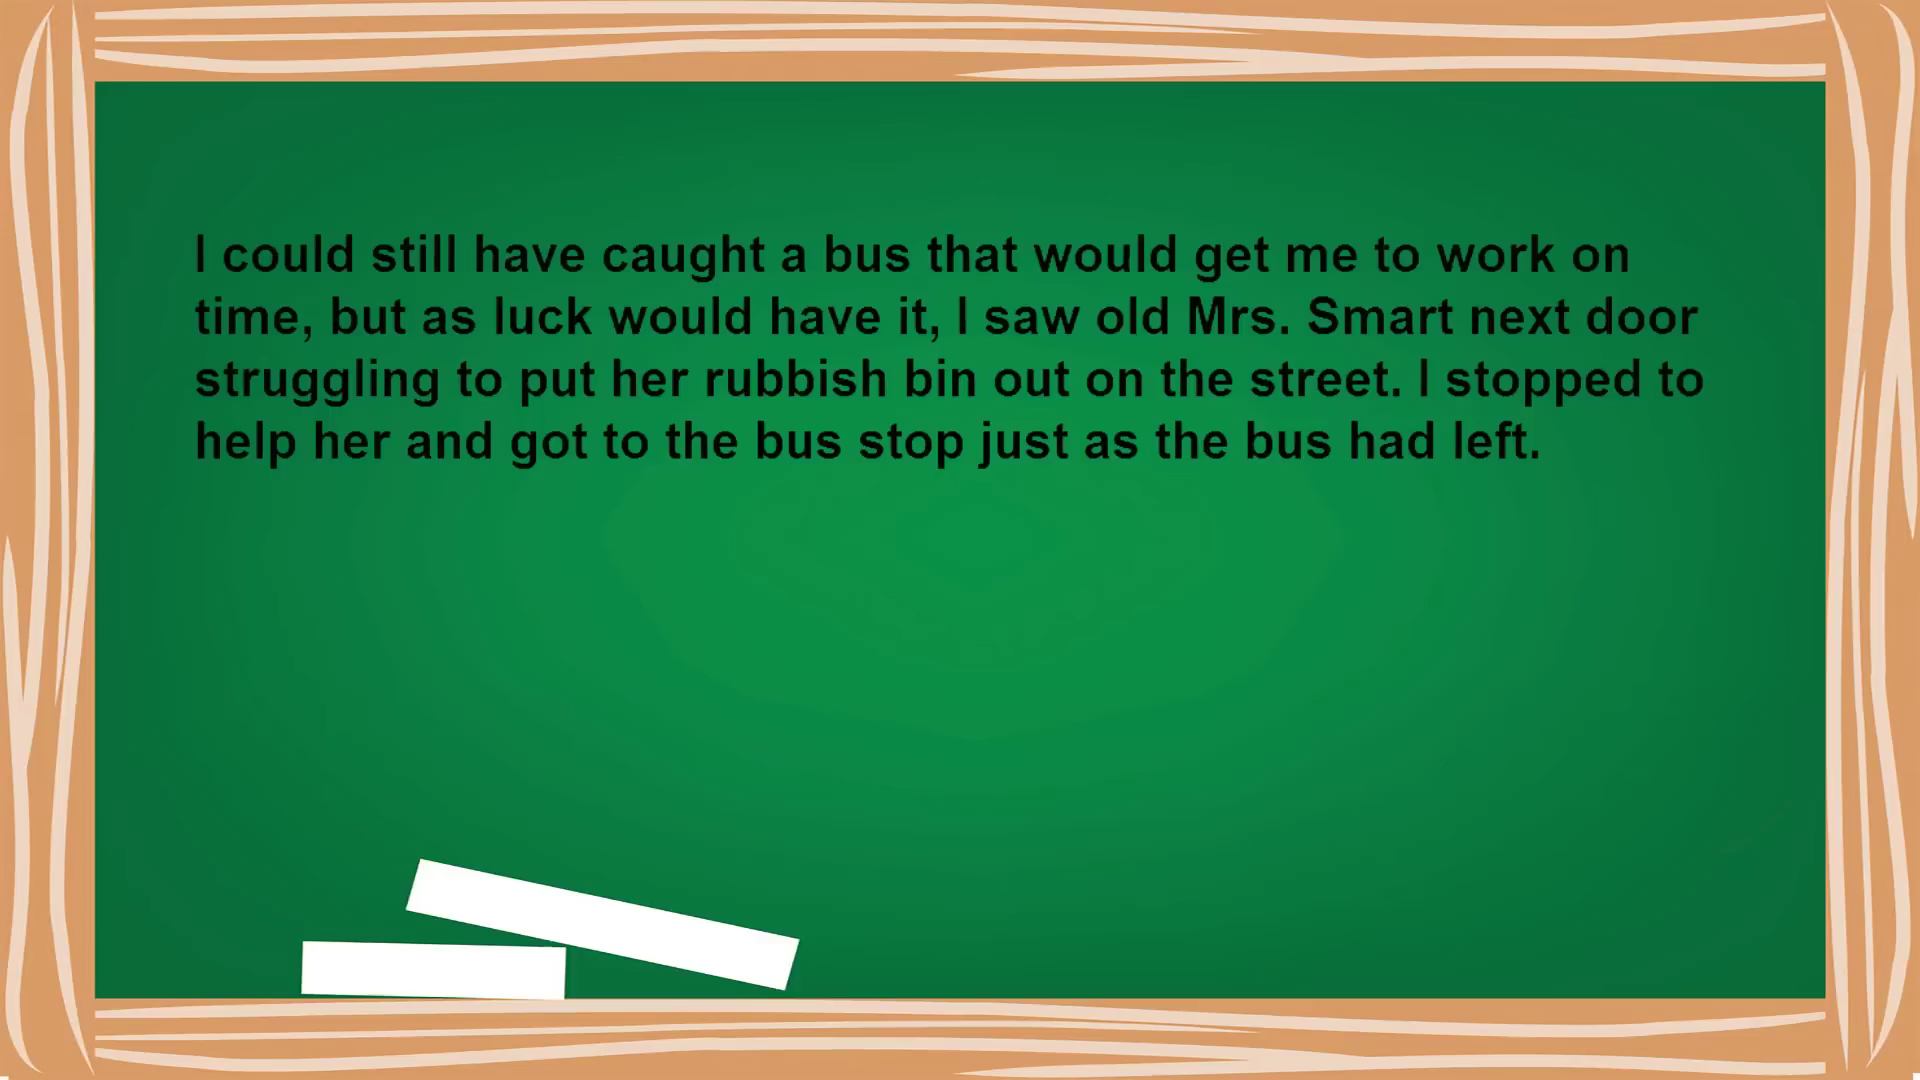 I could still have caught a bus that would get me to work on
time, but as luck would have it, I saw old Mrs. Smart next door
struggling to put her rubbish bin out on the street. I stopped to
help her and got to the bus stop just as the bus had left.